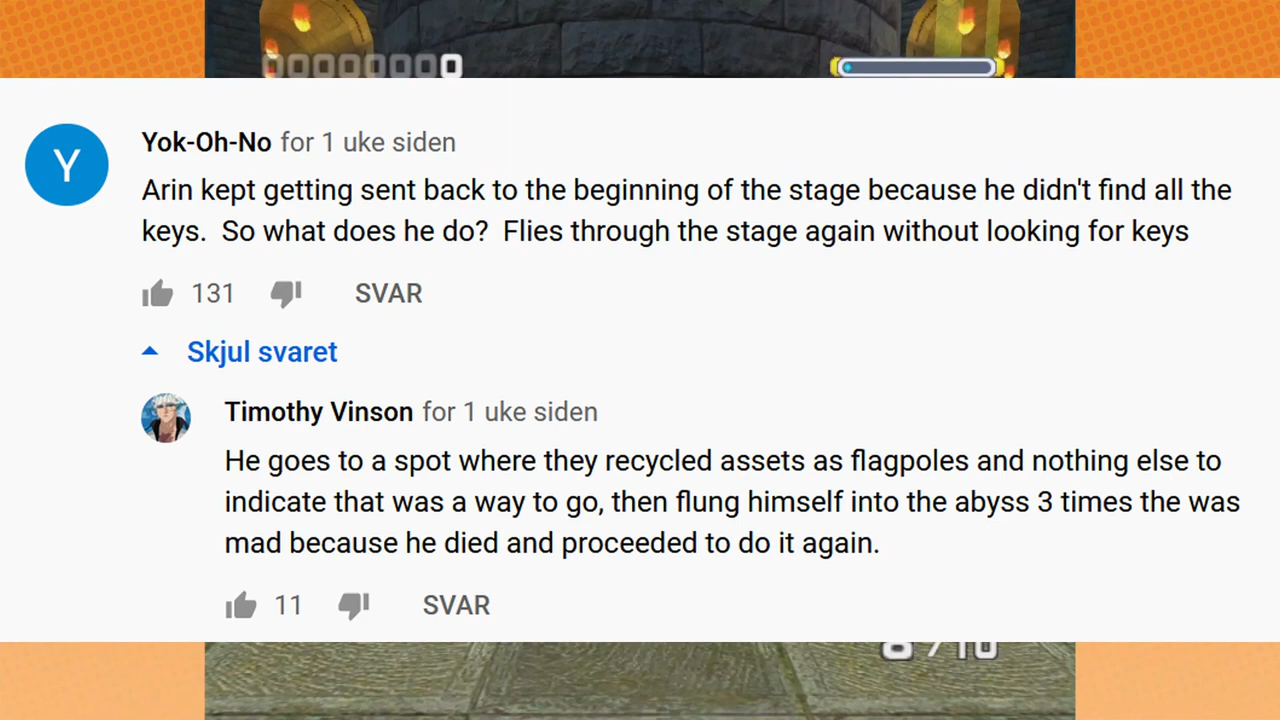 00000000
Y
Yok-Oh-No for 1 uke siden
Arin kept getting sent back to the beginning of the stage because he didn't find all the
keys.  So what does he do?  Flies through the stage again without looking for keys
131 SVAR
Skjul svaret
Timothy Vinson for 1 uke siden
He goes to a spot where they recycled assets as flagpoles and nothing else to
indicate that was a way to go, then flung himself into the abyss 3 times the was
mad because he died and proceeded to do it again.
11 SVAR
8/10